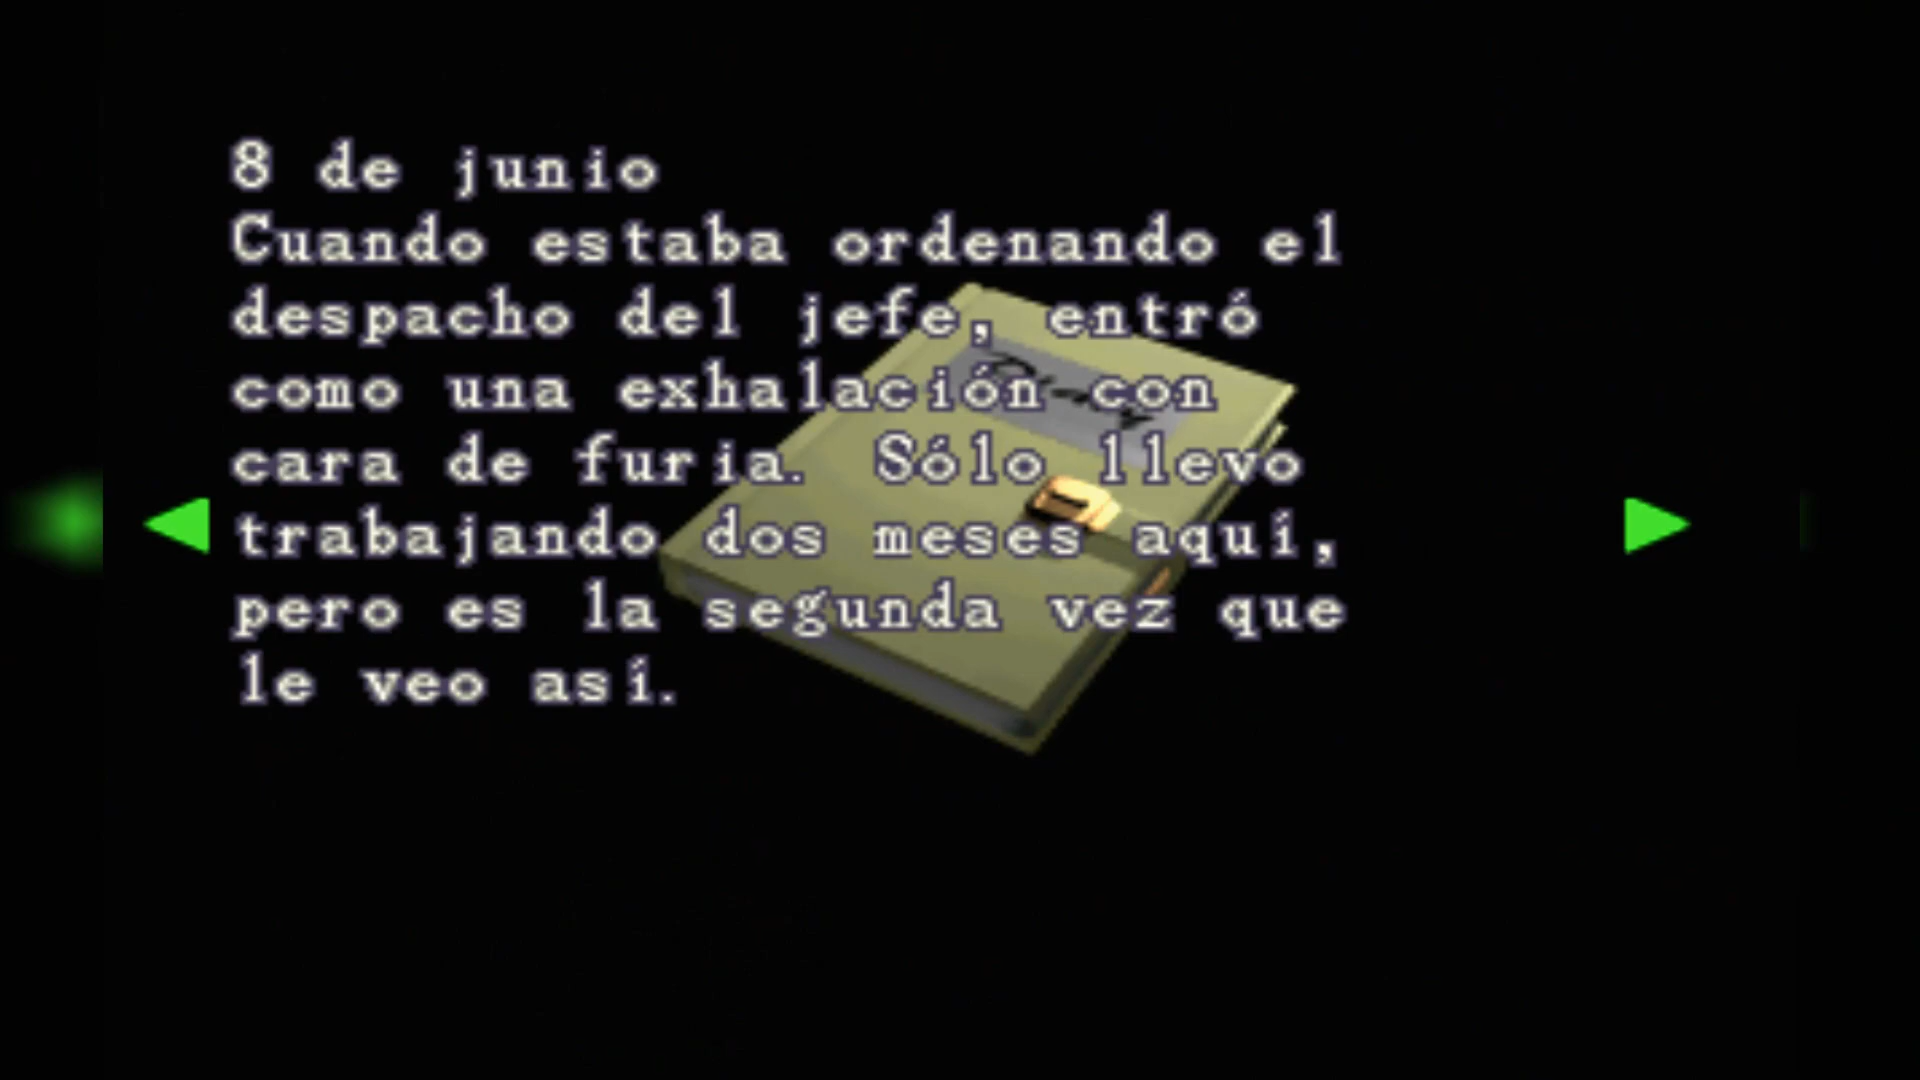 8 de junio
Cuando estaba ordenando el
despacho del jefe, entró
como una exhalación con
cara de furia. Sólo llevo
trabajando dos meses aquí,
pero es la segunda vez que
le veo así.
Diary